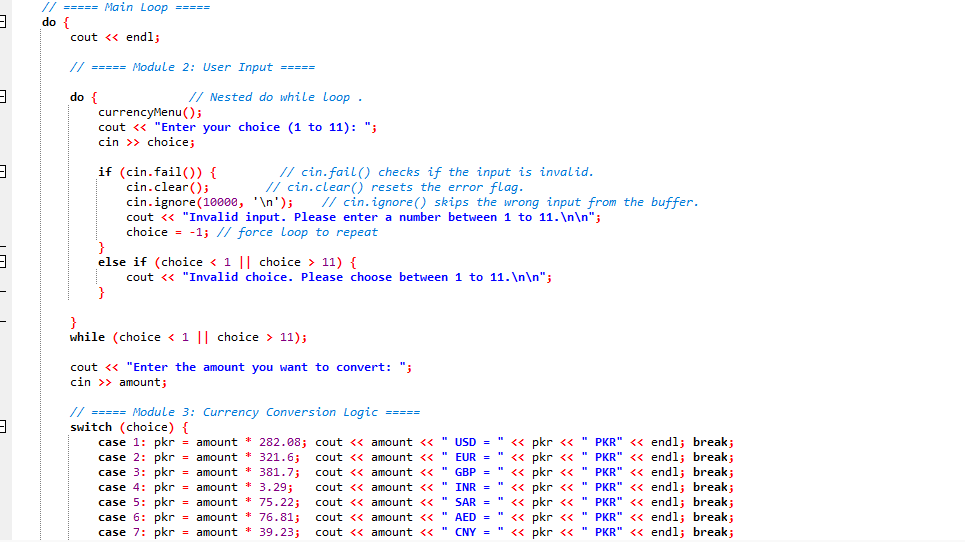 // ===== Main Loop =====
do {
cout << endl;
// ===== Module 2: User Input =====
do {             // Nested do while loop .
currencyMenu();
cout << "Enter your choice (1 to 11): ";
cin >> choice;
if (cin.fail()) {         // cin.fail() checks if the input is invalid.
cin.clear();        // cin.clear() resets the error flag.
cin.ignore(10000, '\n');    // cin.ignore() skips the wrong input from the buffer.
cout << "Invalid input. Please enter a number between 1 to 11.\n\n";
choice = -1; // force loop to repeat
}
else if (choice < 1 || choice > 11) {
cout << "Invalid choice. Please choose between 1 to 11.\n\n";
}
}
while (choice < 1 || choice > 11);
cout << "Enter the amount you want to convert: ";
cin >> amount;
// ===== Module 3: Currency Conversion Logic =====
switch (choice) {
case 1: pkr = amount * 282.08; cout << amount << " USD = " << pkr << " PKR" << endl; break;
case 2: pkr = amount * 321.6;  cout << amount << " EUR = " << pkr << " PKR" << endl; break;
case 3: pkr = amount * 381.7;  cout << amount << " GBP = " << pkr << " PKR" << endl; break;
case 4: pkr = amount * 3.29;   cout << amount << " INR = " << pkr << " PKR" << endl; break;
case 5: pkr = amount * 75.22;  cout << amount << " SAR = " << pkr << " PKR" << endl; break;
case 6: pkr = amount * 76.81;  cout << amount << " AED = " << pkr << " PKR" << endl; break;
case 7: pkr = amount * 39.23;  cout << amount << " CNY = " << pkr << " PKR" << endl; break;